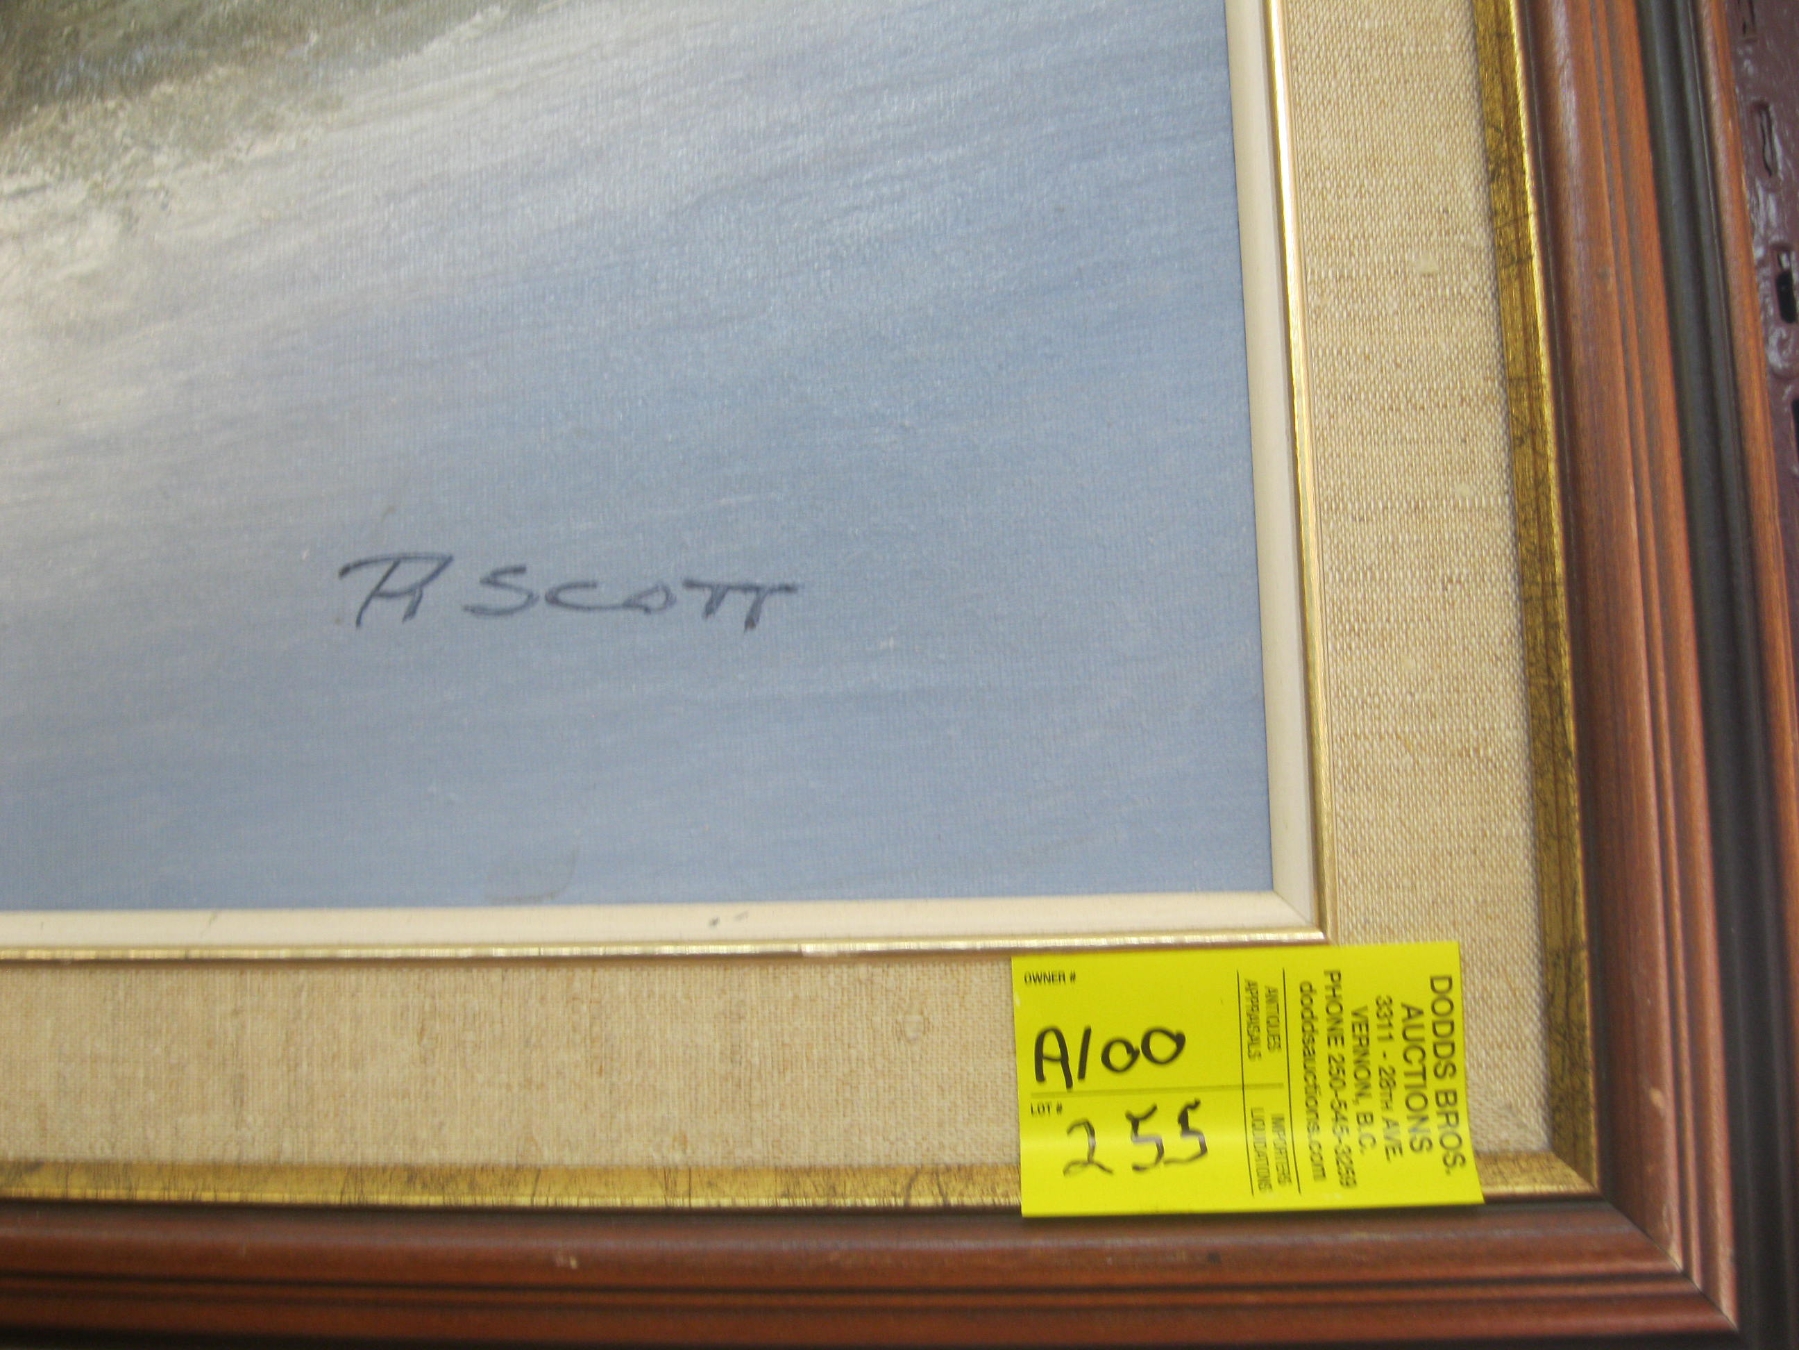 R SCOTT
OWNER #
A100
LOT #
255
ANTIQUES
APPRAISALS
IMPORTERS
LIQUIDATIONS
DODDS BROS.
AUCTIONS
3311 - 28TH AVE.
VERNON, B.C.
PHONE 250-545-3259
doddsauctions.com